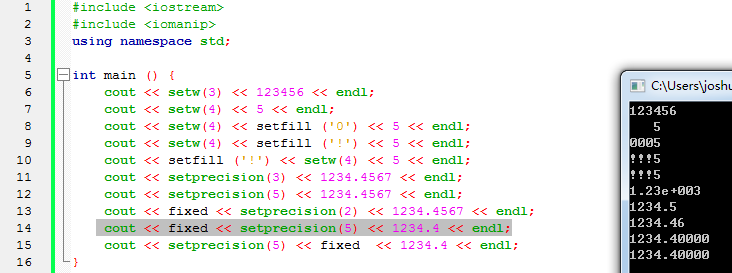 1 #include <iostream>
2 #include <iomanip>
3 using namespace std;
4
5 int main () {
6 cout << setw(3) << 123456 << endl;
7 cout << setw(4) << 5 << endl;
8 cout << setw(4) << setfill ('0') << 5 << endl;
9 cout << setw(4) << setfill ('!') << 5 << endl;
10 cout << setfill ('!') << setw(4) << 5 << endl;
11 cout << setprecision(3) << 1234.4567 << endl;
12 cout << setprecision(5) << 1234.4567 << endl;
13 cout << fixed << setprecision(2) << 1234.4567 << endl;
14 cout << fixed << setprecision(5) << 1234.4 << endl;
15 cout << setprecision(5) << fixed  << 1234.4 << endl;
16 }
C:\Users\joshu
123456
   5
0005
!!!5
!!!5
1.23e+003
1234.5
1234.46
1234.40000
1234.40000